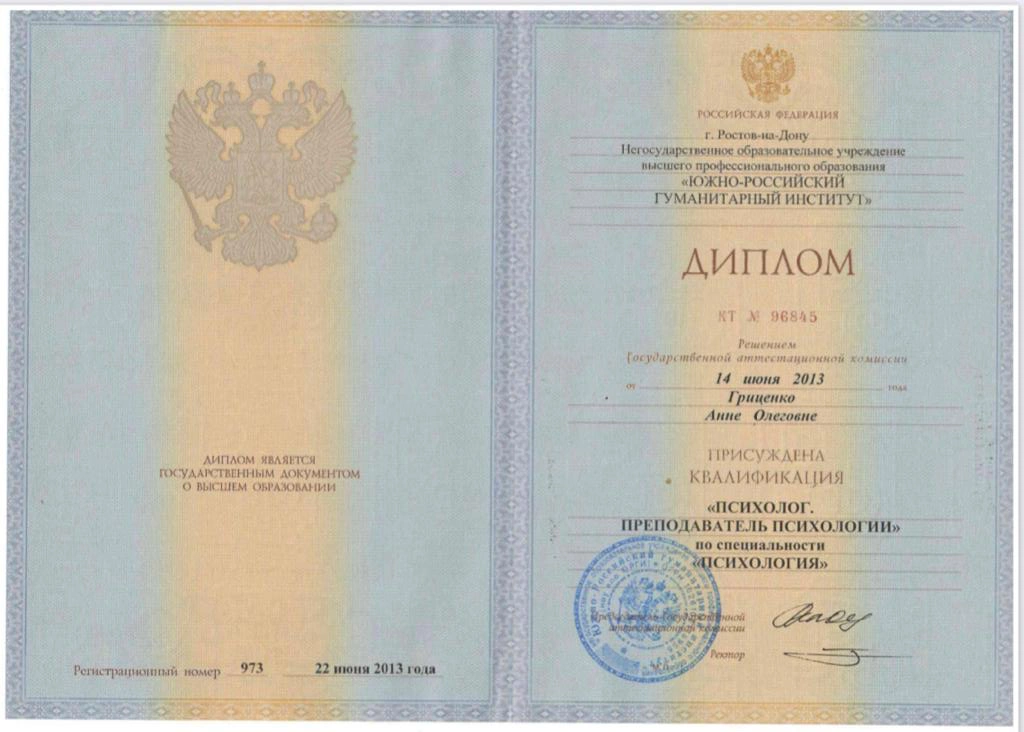 ДИПЛОМ ЯВЛЯЕТСЯ
ГОСУДАРСТВЕННЫМ ДОКУМЕНТОМ
О ВЫСШЕМ ОБРАЗОВАНИИ
Регистрационный номер 973 22 июня 2013 года
РОССИЙСКАЯ ФЕДЕРАЦИЯ
г. Ростов-на-Дону
Негосударственное образовательное учреждение
высшего профессионального образования
«ЮЖНО-РОССИЙСКИЙ
ГУМАНИТАРНЫЙ ИНСТИТУТ»
ДИПЛОМ
КТ № 96845
Решением
Государственной аттестационной комиссии
от 14 июня 2013 года
Гриценко
Анне Олеговне
ПРИСУЖДЕНА
КВАЛИФИКАЦИЯ
«ПСИХОЛОГ.
ПРЕПОДАВАТЕЛЬ ПСИХОЛОГИИ»
по специальности
«ПСИХОЛОГИЯ»
Председатель Государственной
аттестационной комиссии
Ректор